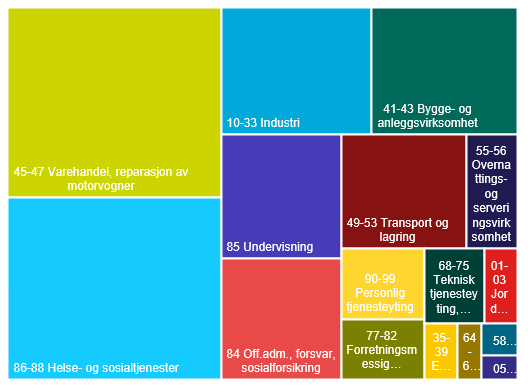 45-47 Varehandel, reparasjon av
motorvogner
86-88 Helse- og sosialtjenester
10-33 Industri
41-43 Bygge- og
anleggsvirksomhet
85 Undervisning
84 Off.adm., forsvar,
sosialforsikring
49-53 Transport og
lagring
55-56
Overna
ttings-
og
serveri
ngsvirk
somhet
90-99
Personlig
tjenesteyting
77-82
Forretningsm
essig...
68-75
Teknisk
tjenestey
ting,...
01-
03
Jor
d...
35-
39
E...
64
-
6...
58...
05...